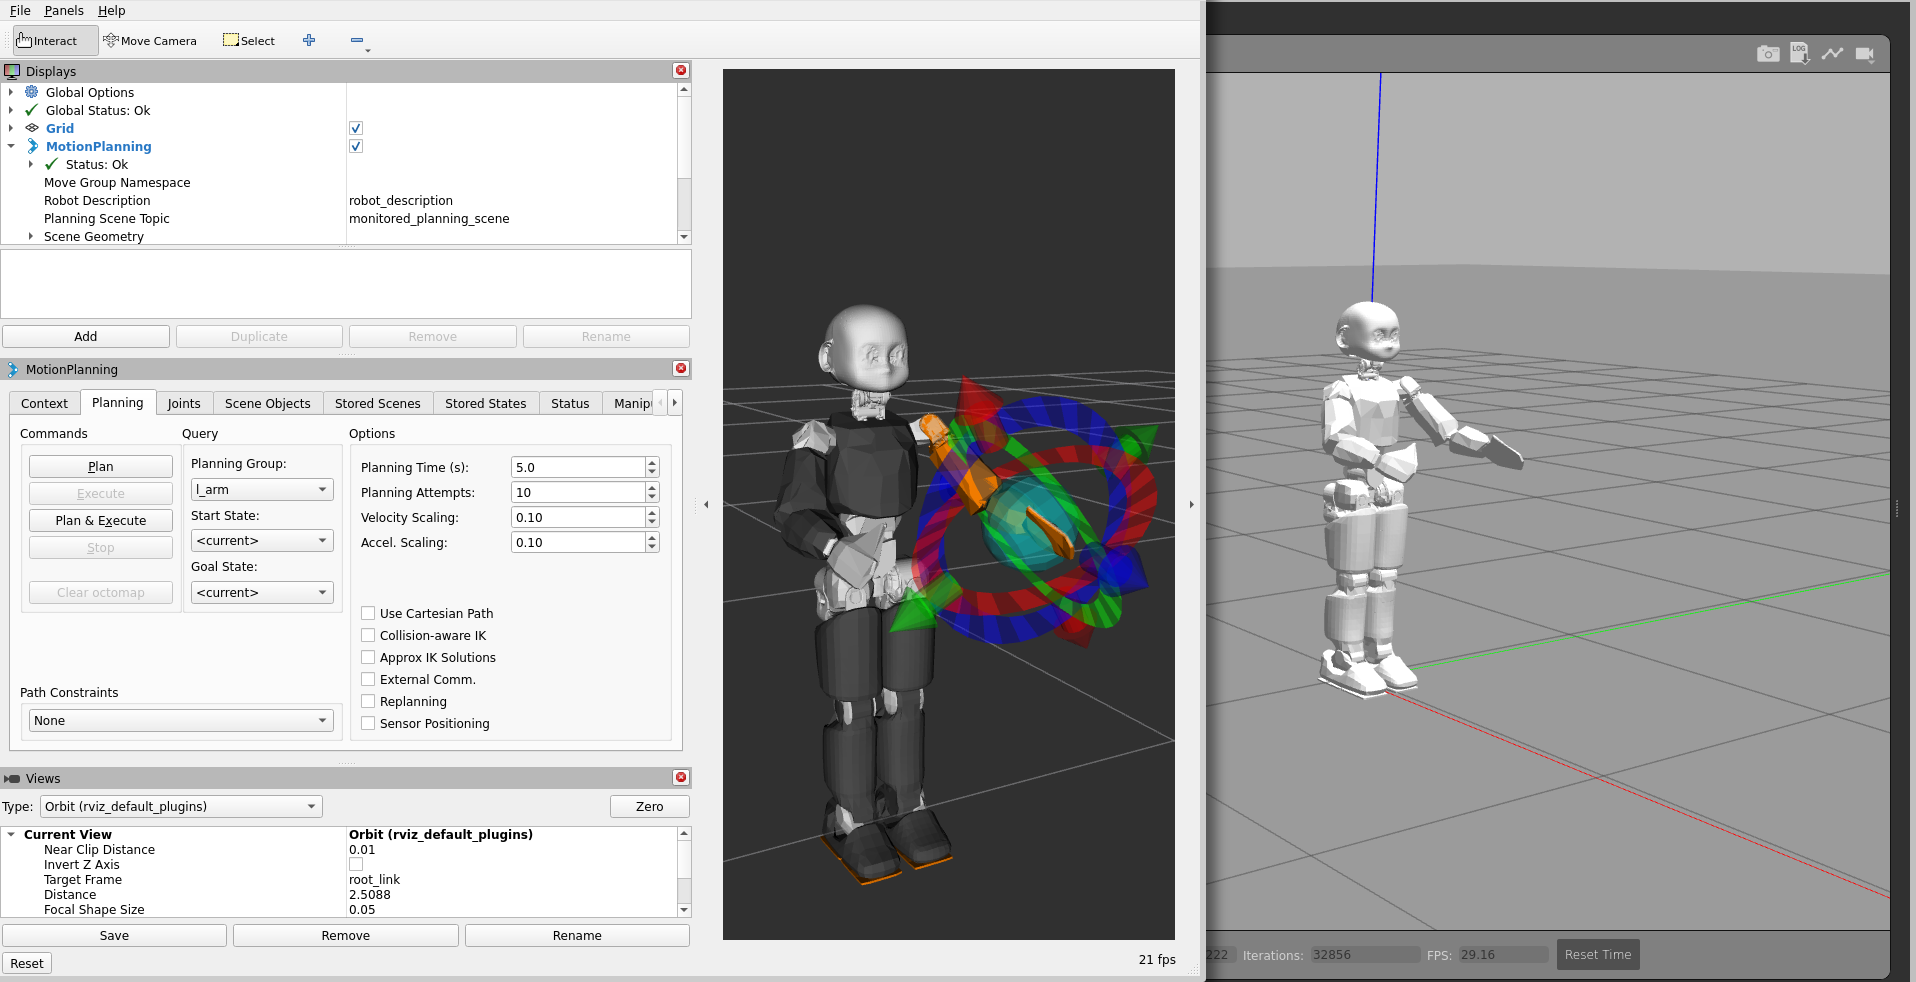 File Panels Help
Interact Move Camera Select
Displays
Global Options
Global Status: Ok
Grid
MotionPlanning
Status: Ok
Move Group Namespace
Robot Description robot_description
Planning Scene Topic monitored_planning_scene
Scene Geometry
Add Duplicate Remove Rename
MotionPlanning
Context Planning Joints Scene Objects Stored Scenes Stored States Status Manip
Commands Query Options
Plan
Execute
Plan & Execute
Stop
Clear octomap
Planning Group:
l_arm
Start State:
<current>
Goal State:
<current>
Planning Time (s): 5.0
Planning Attempts: 10
Velocity Scaling: 0.10
Accel. Scaling: 0.10
Use Cartesian Path
Collision-aware IK
Approx IK Solutions
External Comm.
Replanning
Sensor Positioning
Path Constraints
None
Views
Type: Orbit (rviz_default_plugins) Zero
Current View Orbit (rviz_default_plugins)
Near Clip Distance 0.01
Invert Z Axis
Target Frame root_link
Distance 2.5088
Focal Shape Size 0.05
Save Remove Rename
Reset
21 fps
LOG
222 Iterations: 32856 FPS: 29.16 Reset Time